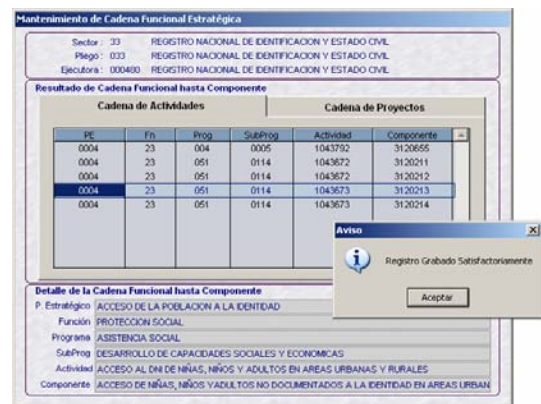 Mantenimiento de Cadena Funcional Estratégica
Sector : 33 REGISTRO NACIONAL DE IDENTIFICACION Y ESTADO CIVIL
Pliego : 033 REGISTRO NACIONAL DE IDENTIFICACION Y ESTADO CIVIL
Ejecutora : 000480 REGISTRO NACIONAL DE IDENTIFICACION Y ESTADO CIVIL
Resultado de Cadena Funcional hasta Componente
Cadena de Actividades Cadena de Proyectos
PE Fn Prog SubProg Actividad Componente
0004 23 004 0005 1043792 3120655
0004 23 051 0114 1043672 3120211
0004 23 051 0114 1043672 3120212
0004 23 051 0114 1043673 3120213
0004 23 051 0114 1043673 3120214
Aviso
Registro Grabado Satisfactoriamente
Aceptar
Detalle de la Cadena Funcional hasta Componente
P. Estratégico ACCESO DE LA POBLACION A LA IDENTIDAD
Función PROTECCION SOCIAL
Programa ASISTENCIA SOCIAL
SubProg DESARROLLO DE CAPACIDADES SOCIALES Y ECONOMICAS
Actividad ACCESO AL DNI DE NIÑAS, NIÑOS Y ADULTOS EN AREAS URBANAS Y RURALES
Componente ACCESO DE NIÑAS, NIÑOS Y ADULTOS NO DOCUMENTADOS A LA IDENTIDAD EN AREAS URBAN